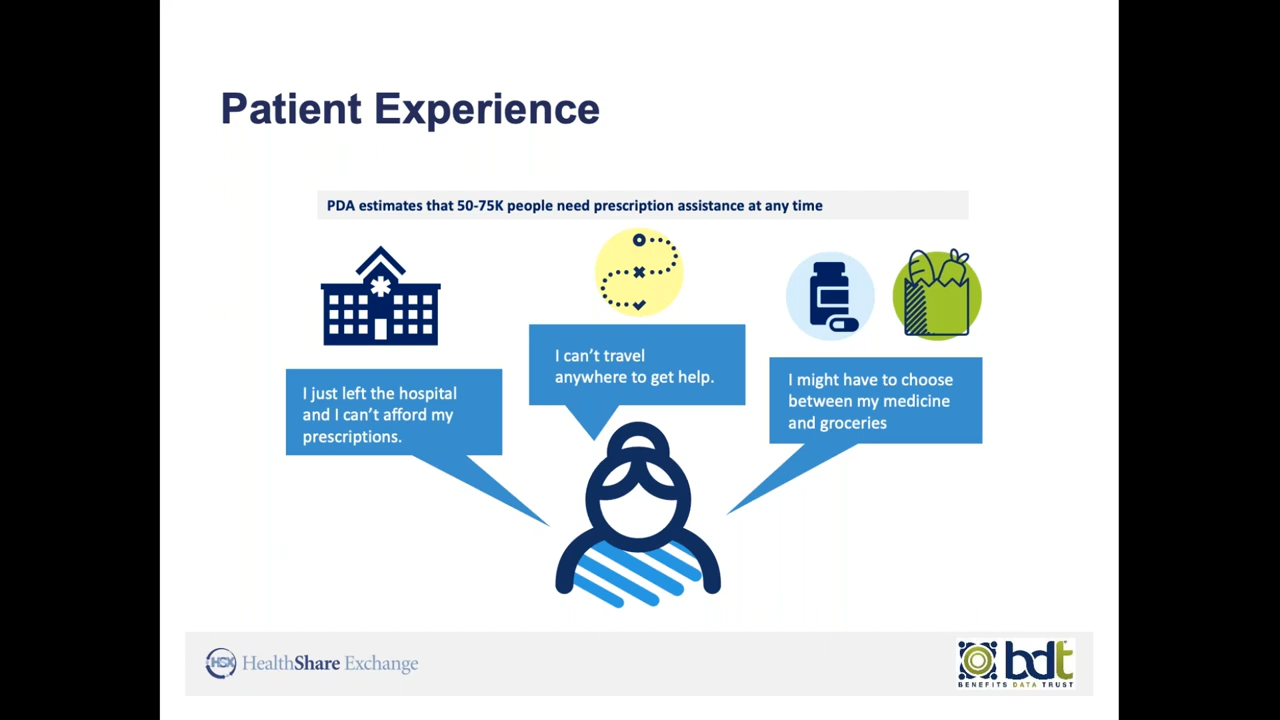 Patient Experience
PDA estimates that 50-75K people need prescription assistance at any time
I just left the hospital
and I can’t afford my
prescriptions.
I can’t travel
anywhere to get help.
I might have to choose
between my medicine
and groceries
HSX HealthShare Exchange
bdt
BENEFITS DATA TRUST